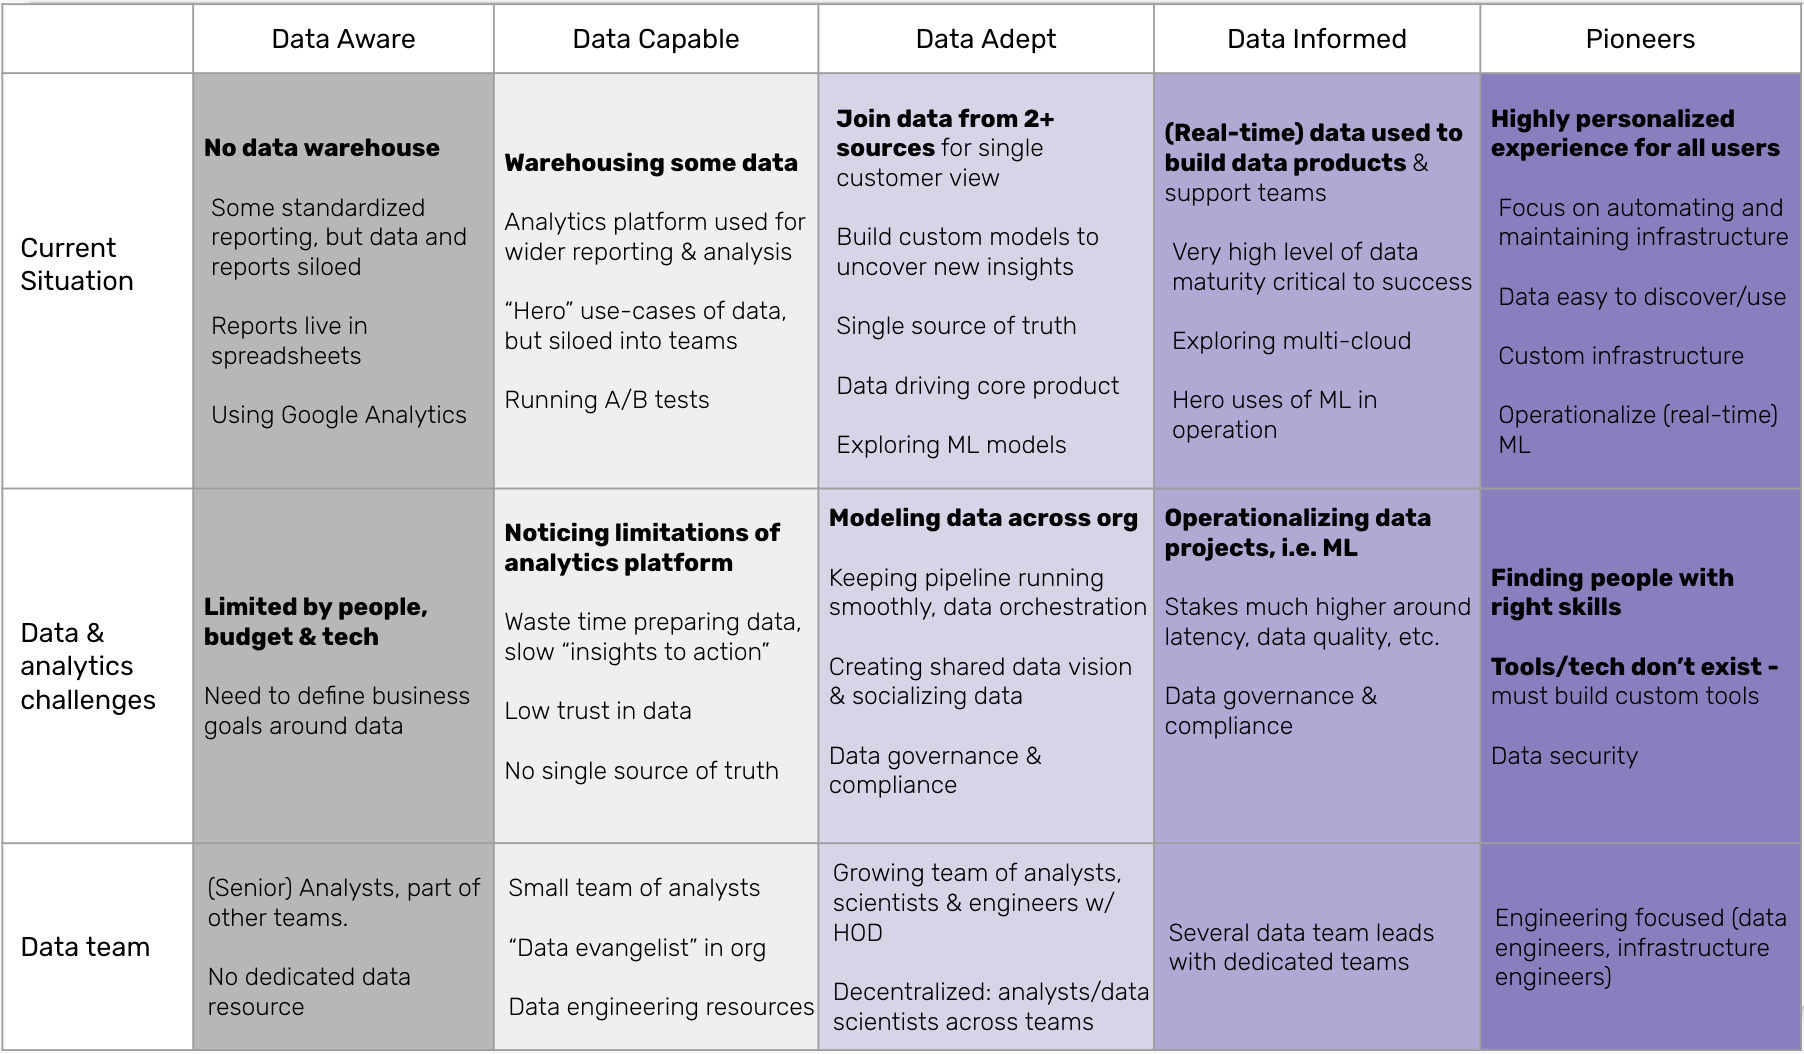 Data Aware
Data Capable
Data Adept
Data Informed
Pioneers
Current
Situation
No data warehouse
Some standardized
reporting, but data and
reports siloed
Reports live in
spreadsheets
Using Google Analytics
Warehousing some data
Analytics platform used for
wider reporting & analysis
“Hero” use-cases of data,
but siloed into teams
Running A/B tests
Join data from 2+
sources for single
customer view
Build custom models to
uncover new insights
Single source of truth
Data driving core product
Exploring ML models
(Real-time) data used to
build data products &
support teams
Very high level of data
maturity critical to success
Exploring multi-cloud
Hero uses of ML in
operation
Highly personalized
experience for all users
Focus on automating and
maintaining infrastructure
Data easy to discover/use
Custom infrastructure
Operationalize (real-time)
ML
Data &
analytics
challenges
Limited by people,
budget & tech
Need to define business
goals around data
Noticing limitations of
analytics platform
Waste time preparing data,
slow “insights to action”
Low trust in data
No single source of truth
Modeling data across org
Keeping pipeline running
smoothly, data orchestration
Creating shared data vision
& socializing data
Data governance &
compliance
Operationalizing data
projects, i.e. ML
Stakes much higher around
latency, data quality, etc.
Data governance &
compliance
Finding people with
right skills
Tools/tech don’t exist -
must build custom tools
Data security
Data team
(Senior) Analysts, part of
other teams.
No dedicated data
resource
Small team of analysts
“Data evangelist” in org
Data engineering resources
Growing team of analysts,
scientists & engineers w/
HOD
Decentralized: analysts/data
scientists across teams
Several data team leads
with dedicated teams
Engineering focused (data
engineers, infrastructure
engineers)